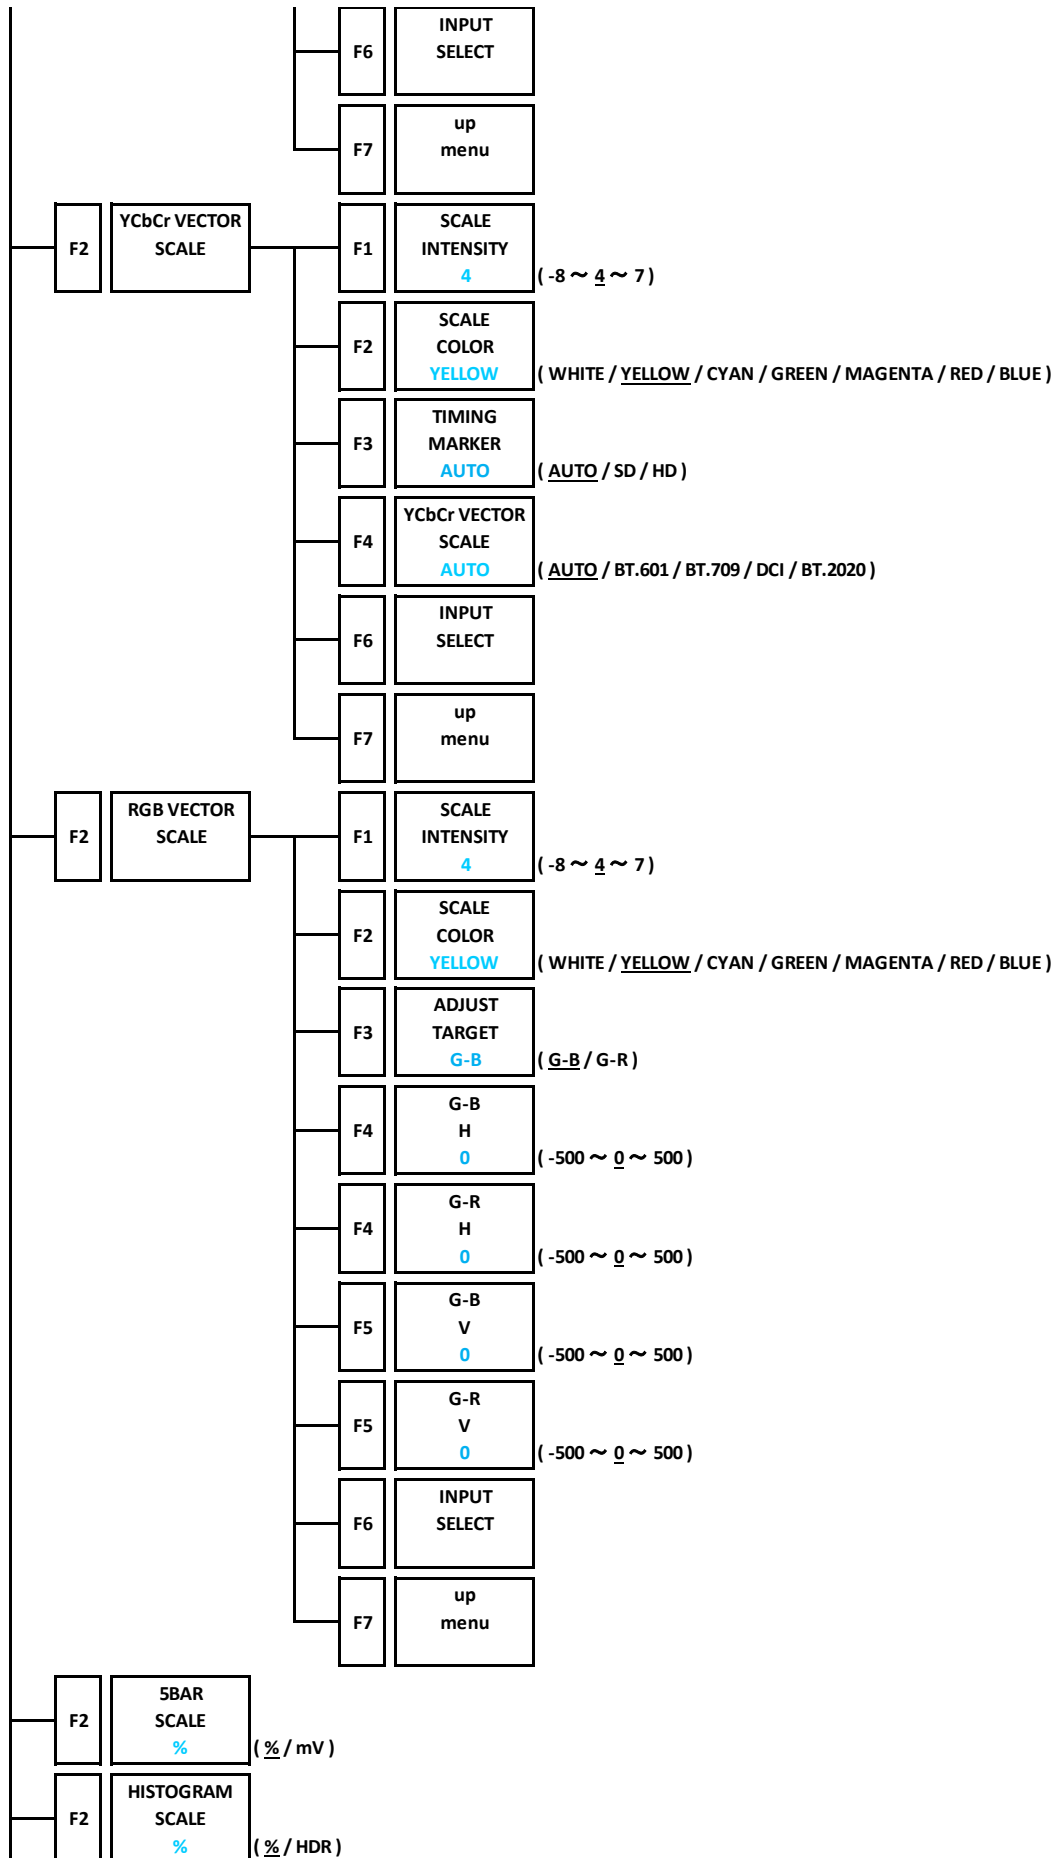 F6
INPUT
SELECT
F7
up
menu
F2
YCbCr VECTOR
SCALE
F1
SCALE
INTENSITY
4
( -8 ～ 4 ～ 7 )
F2
SCALE
COLOR
YELLOW
( WHITE / YELLOW / CYAN / GREEN / MAGENTA / RED / BLUE )
F3
TIMING
MARKER
AUTO
( AUTO / SD / HD )
F4
YCbCr VECTOR
SCALE
AUTO
( AUTO / BT.601 / BT.709 / DCI / BT.2020 )
F6
INPUT
SELECT
F7
up
menu
F2
RGB VECTOR
SCALE
F1
SCALE
INTENSITY
4
( -8 ～ 4 ～ 7 )
F2
SCALE
COLOR
YELLOW
( WHITE / YELLOW / CYAN / GREEN / MAGENTA / RED / BLUE )
F3
ADJUST
TARGET
G-B
( G-B / G-R )
F4
G-B
H
0
( -500 ～ 0 ～ 500 )
F4
G-R
H
0
( -500 ～ 0 ～ 500 )
F5
G-B
V
0
( -500 ～ 0 ～ 500 )
F5
G-R
V
0
( -500 ～ 0 ～ 500 )
F6
INPUT
SELECT
F7
up
menu
F2
5BAR
SCALE
%
( % / mV )
F2
HISTOGRAM
SCALE
%
( % / HDR )